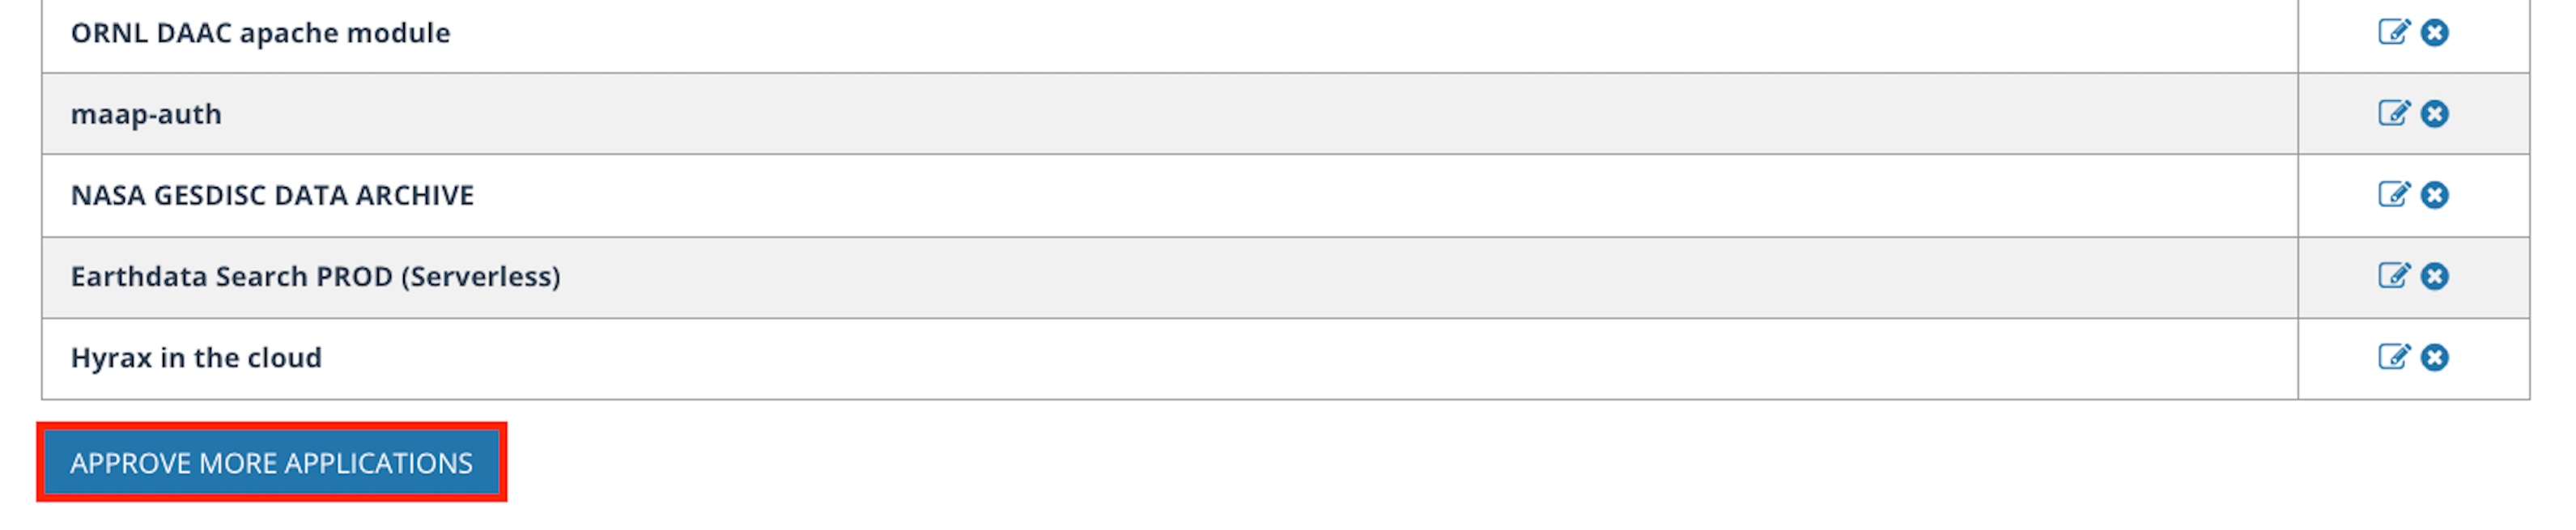 ORNL DAAC apache module
maap-auth
NASA GESDISC DATA ARCHIVE
Earthdata Search PROD (Serverless)
Hyrax in the cloud
APPROVE MORE APPLICATIONS